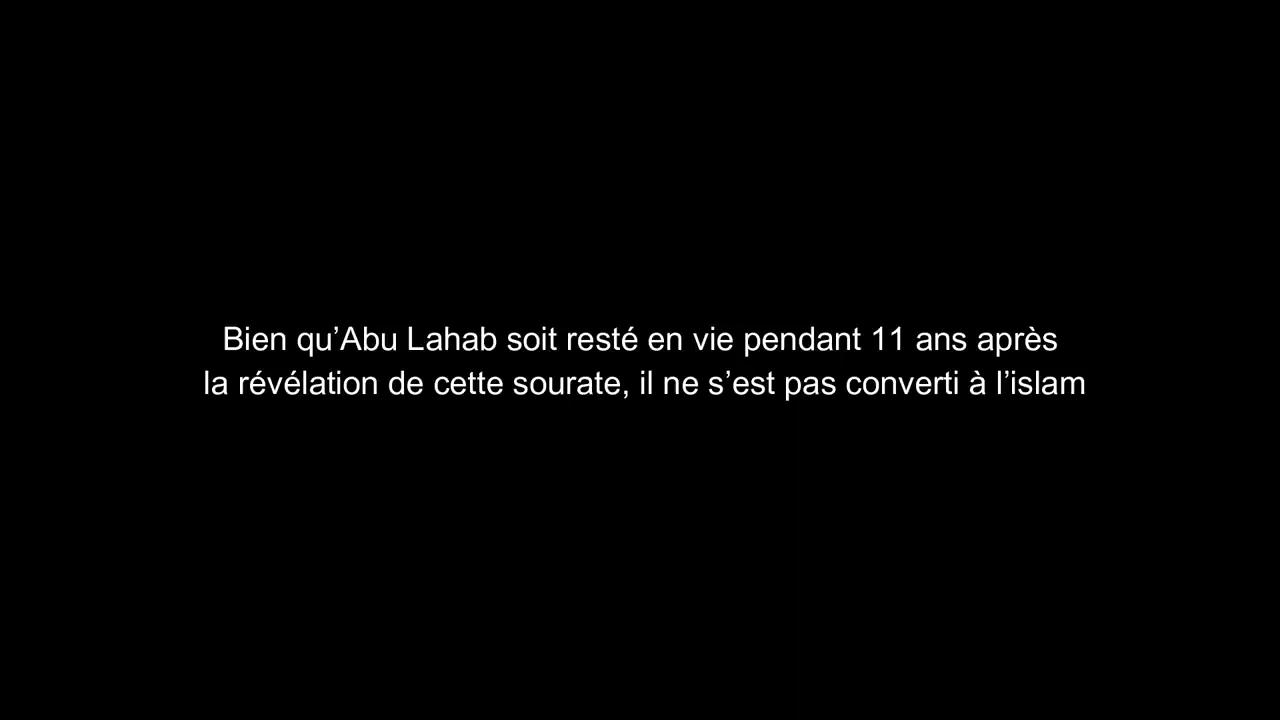 Bien qu’Abu Lahab soit resté en vie pendant 11 ans après
la révélation de cette sourate, il ne s’est pas converti à l’islam